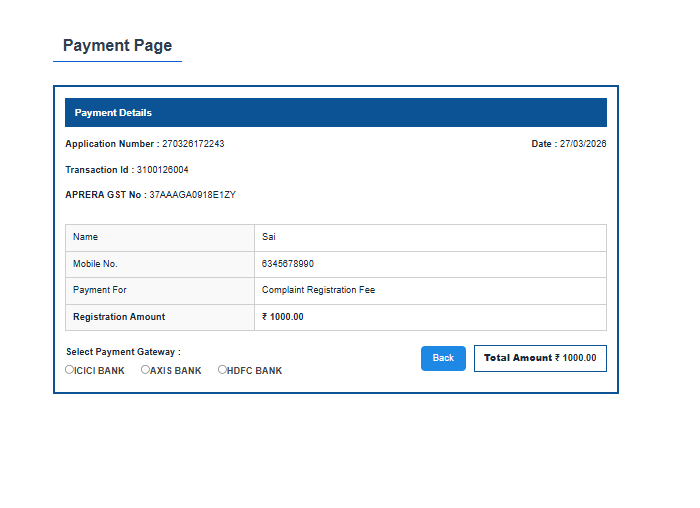 Payment Page
Payment Details
Application Number : 270326172243 Date : 27/03/2026
Transaction Id : 3100126004
APRERA GST No : 37AAAGA0918E1ZY
Name Sai
Mobile No. 6345678990
Payment For Complaint Registration Fee
Registration Amount ₹ 1000.00
Select Payment Gateway :
Back Total Amount ₹ 1000.00
ICICI BANK AXIS BANK HDFC BANK